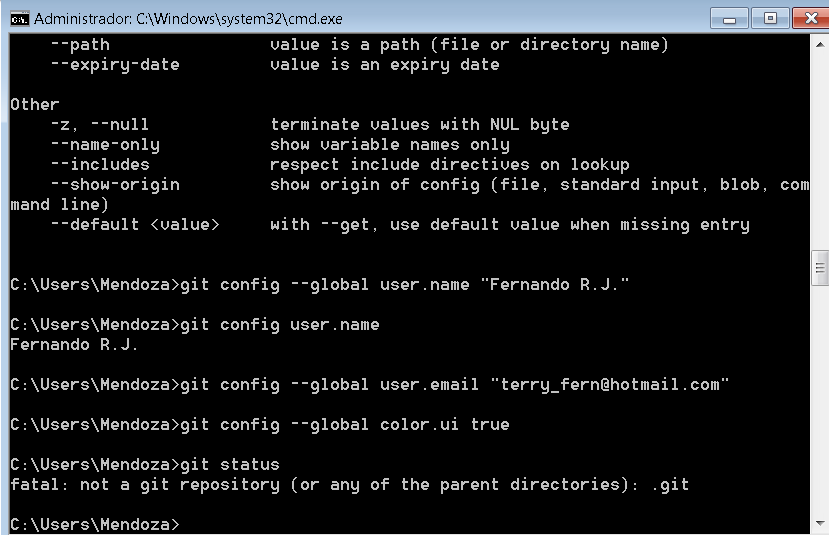 Administrador: C:\Windows\system32\cmd.exe
--path value is a path (file or directory name)
--expiry-date value is an expiry date
Other
-z, --null terminate values with NUL byte
--name-only show variable names only
--includes respect include directives on lookup
--show-origin show origin of config (file, standard input, blob, com
mand line)
--default <value> with --get, use default value when missing entry
C:\Users\Mendoza>git config --global user.name "Fernando R.J."
C:\Users\Mendoza>git config user.name
Fernando R.J.
C:\Users\Mendoza>git config --global user.email "terry_fern@hotmail.com"
C:\Users\Mendoza>git config --global color.ui true
C:\Users\Mendoza>git status
fatal: not a git repository (or any of the parent directories): .git
C:\Users\Mendoza>